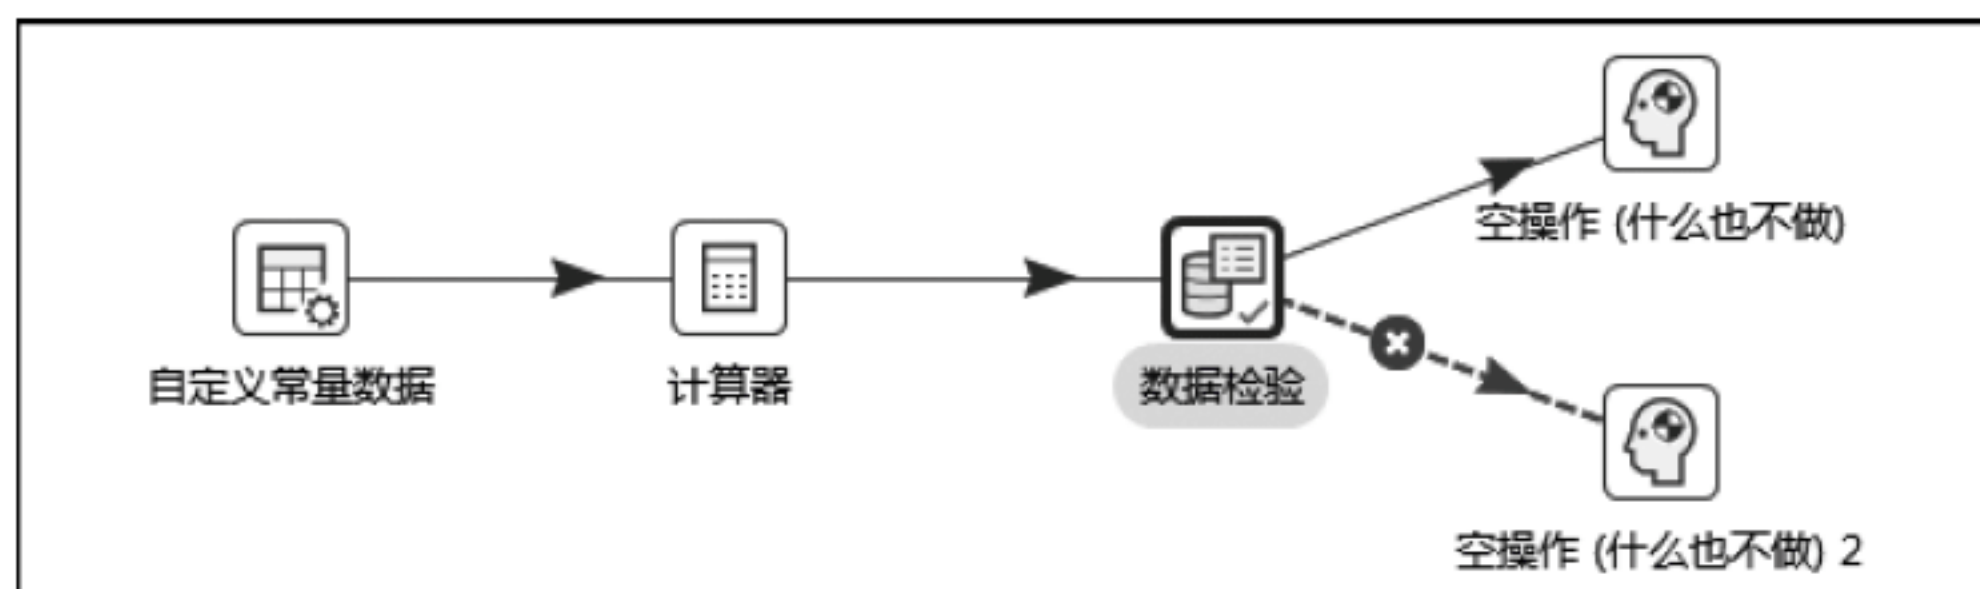 空操作 (什么也不做)
自定义常量数据
计算器
数据检验
空操作 (什么也不做) 2